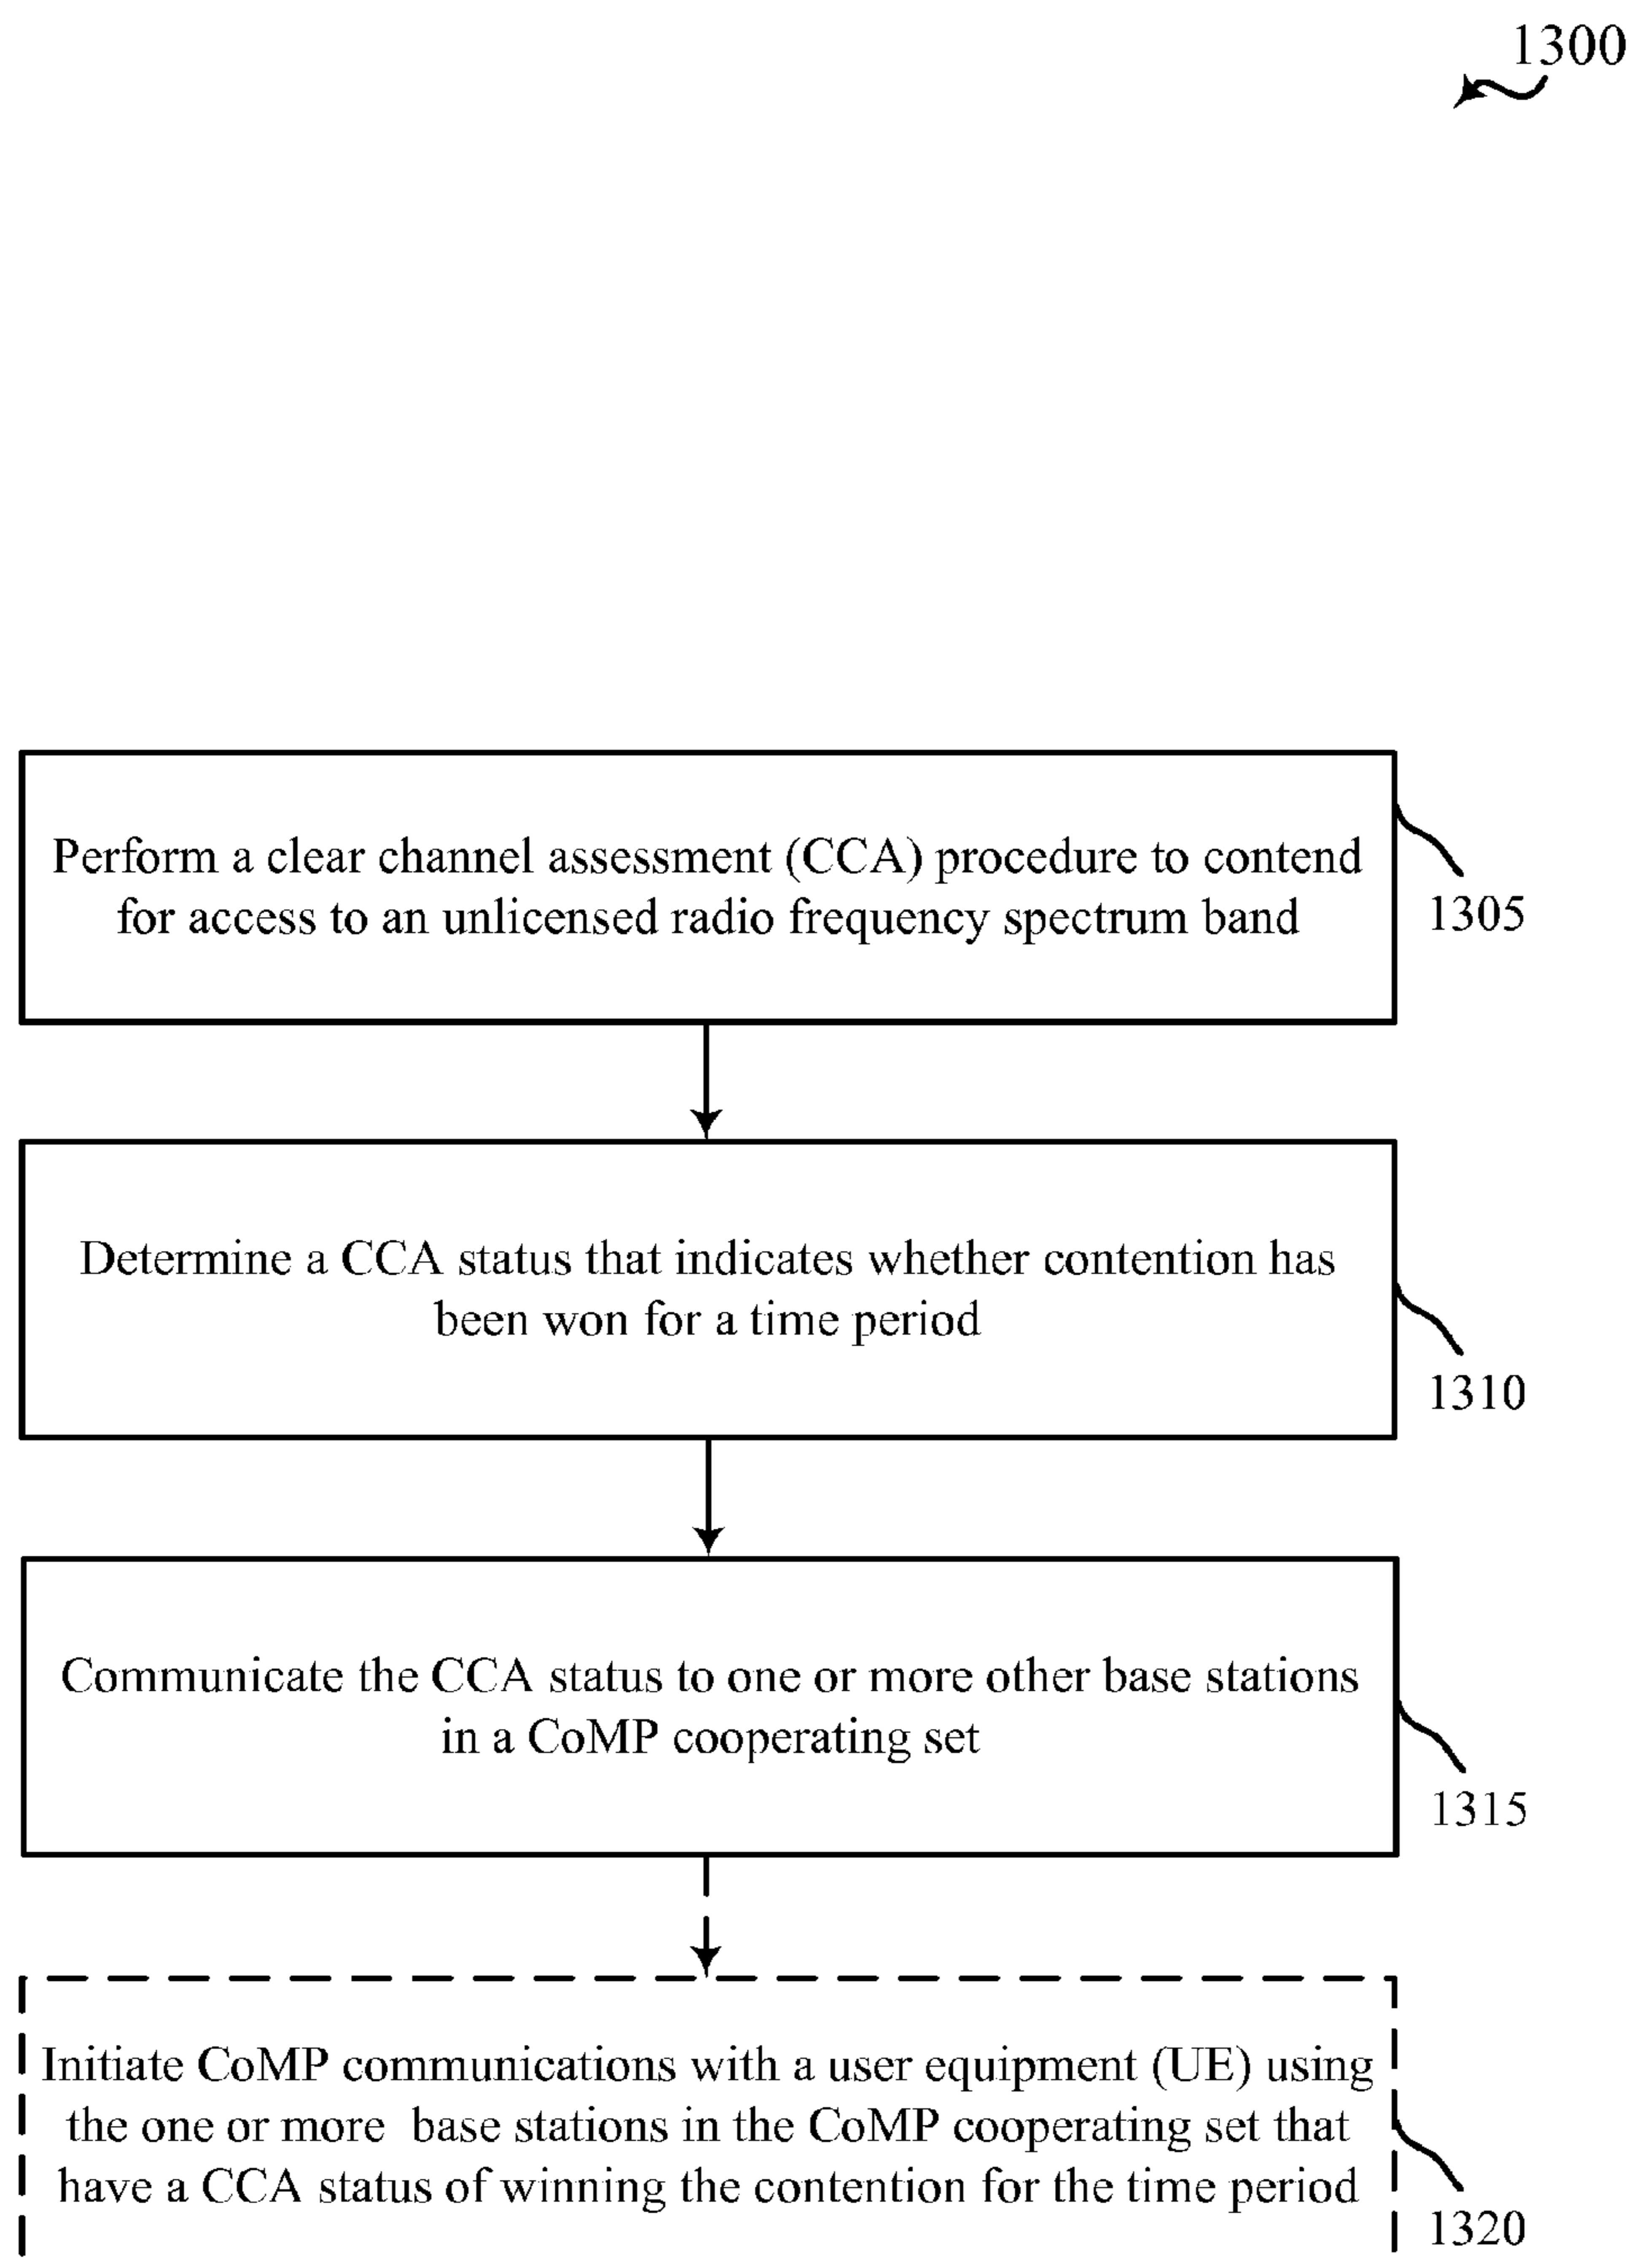 1300
Perform a clear channel assessment (CCA) procedure to contend
for access to an unlicensed radio frequency spectrum band
1305
Determine a CCA status that indicates whether contention has
been won for a time period
1310
Communicate the CCA status to one or more other base stations
in a CoMP cooperating set
1315
Initiate CoMP communications with a user equipment (UE) using
the one or more base stations in the CoMP cooperating set that
have a CCA status of winning the contention for the time period
1320